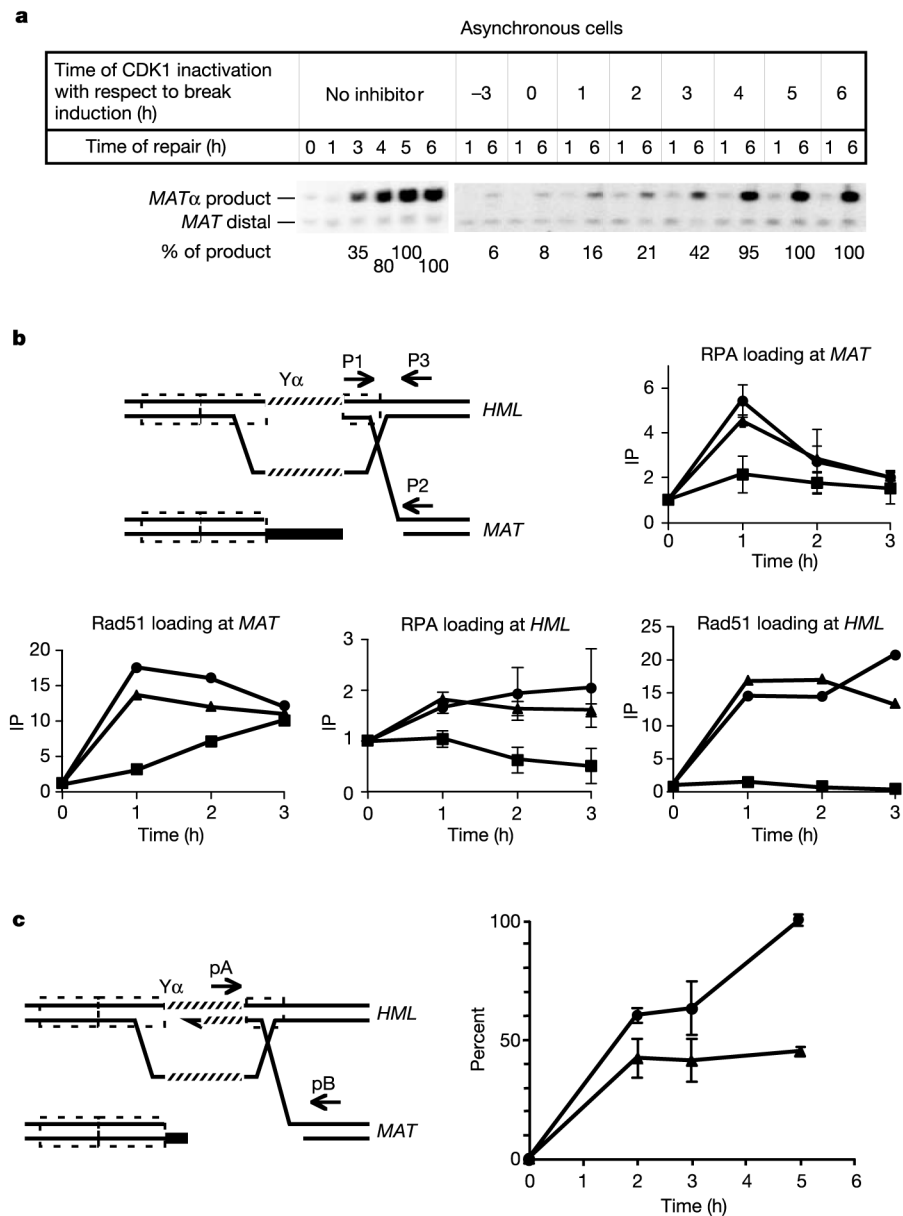 a
Asynchronous cells
Time of CDK1 inactivation
with respect to break
induction (h)
No inhibitor
–3 0 1 2 3 4 5 6
Time of repair (h)
0 1 3 4 5 6 1 6 1 6 1 6 1 6 1 6 1 6 1 6 1 6
MATα product
MAT distal
% of product
35 80 100 100 6 8 16 21 42 95 100 100
b
P1 P3
Yα
HML
P2
MAT
RPA loading at MAT
6
4
2
0
IP
0 1 2 3
Time (h)
Rad51 loading at MAT
20
15
10
5
0
IP
0 1 2 3
Time (h)
RPA loading at HML
3
2
1
0
IP
0 1 2 3
Time (h)
Rad51 loading at HML
25
20
15
10
5
0
IP
0 1 2 3
Time (h)
c
pA
Yα
HML
pB
MAT
100
50
0
Percent
0 1 2 3 4 5 6
Time (h)